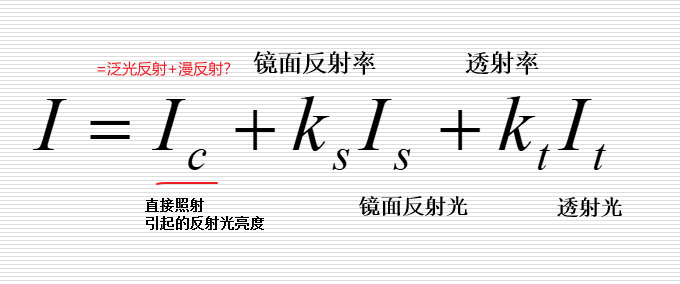 =泛光反射+漫反射?
镜面反射率
透射率
I = I_c + k_s I_s + k_t I_t
直接照射
引起的反射光亮度
镜面反射光
透射光